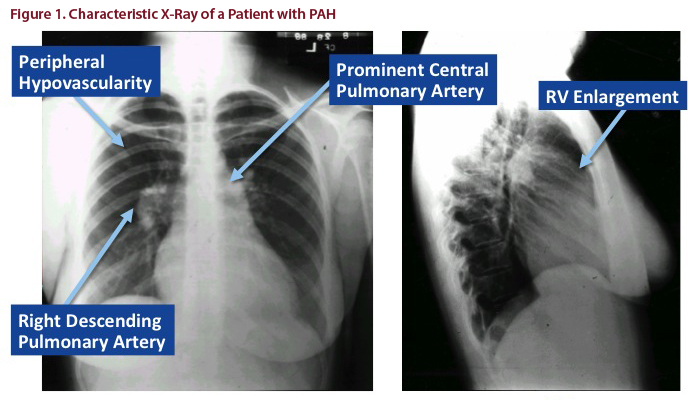 Figure 1. Characteristic X-Ray of a Patient with PAH
Peripheral
Hypovascularity
Prominent Central
Pulmonary Artery
RV Enlargement
Right Descending
Pulmonary Artery
L